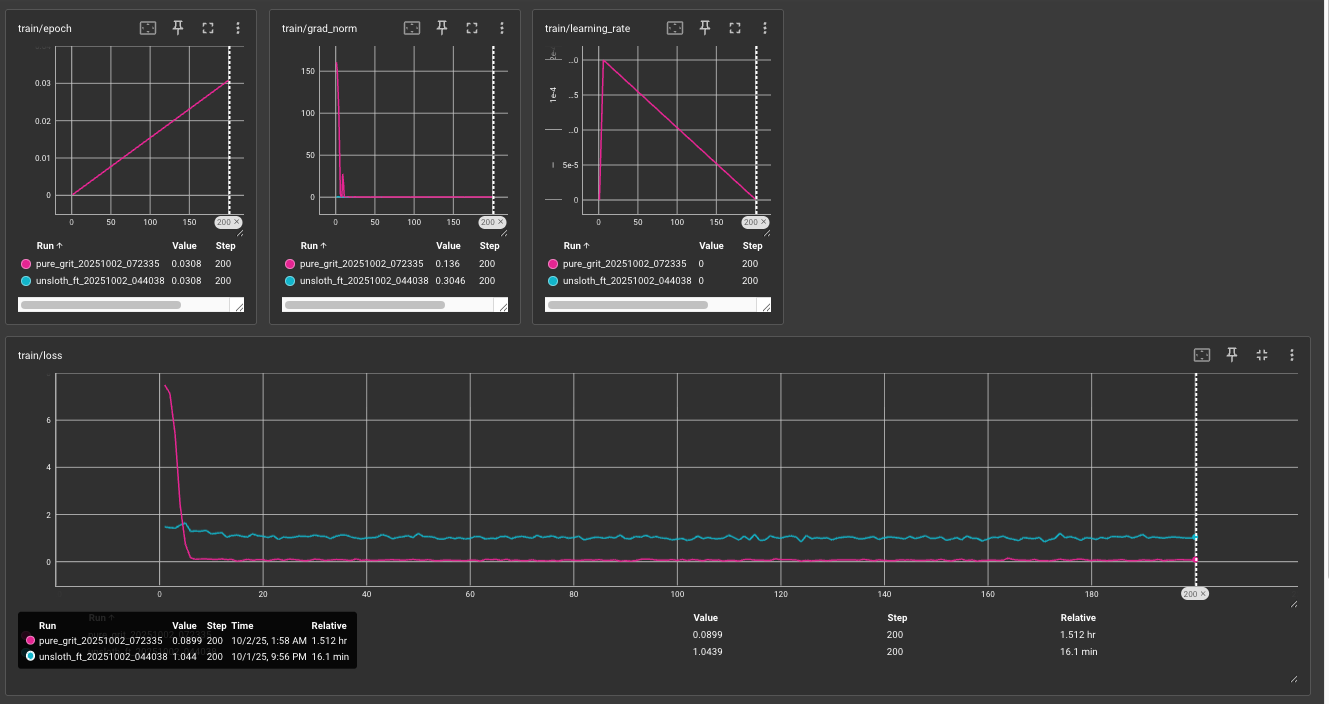 train/epoch
0.03
0.02
0.01
0
0 50 100 150 200 ×
Run ↑ Value Step
pure_grit_20251002_072335 0.0308 200
unsloth_ft_20251002_044038 0.0308 200
train/grad_norm
150
100
50
0
0 50 100 150 200 ×
Run ↑ Value Step
pure_grit_20251002_072335 0.136 200
unsloth_ft_20251002_044038 0.3046 200
train/learning_rate
2e-
...0
1e-4
...5
...0
5e-5
0
0 50 100 150 200 ×
Run ↑ Value Step
pure_grit_20251002_072335 0 200
unsloth_ft_20251002_044038 0 200
train/loss
6
4
2
0
0 20 40 60 80 100 120 140 160 180 200 ×
Run ↑ Value Step Relative
0.0899 200 1.512 hr
1.0439 200 16.1 min
Run Value Step Time Relative
pure_grit_20251002_072335 0.0899 200 10/2/25, 1:58 AM 1.512 hr
unsloth_ft_20251002_044038 1.044 200 10/1/25, 9:56 PM 16.1 min